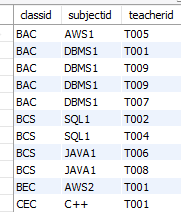 classid subjectid teacherid
BAC AWS1 T005
BAC DBMS1 T001
BAC DBMS1 T009
BAC DBMS1 T009
BAC DBMS1 T007
BCS SQL1 T002
BCS SQL1 T004
BCS JAVA1 T006
BCS JAVA1 T008
BEC AWS2 T001
CEC C++ T001